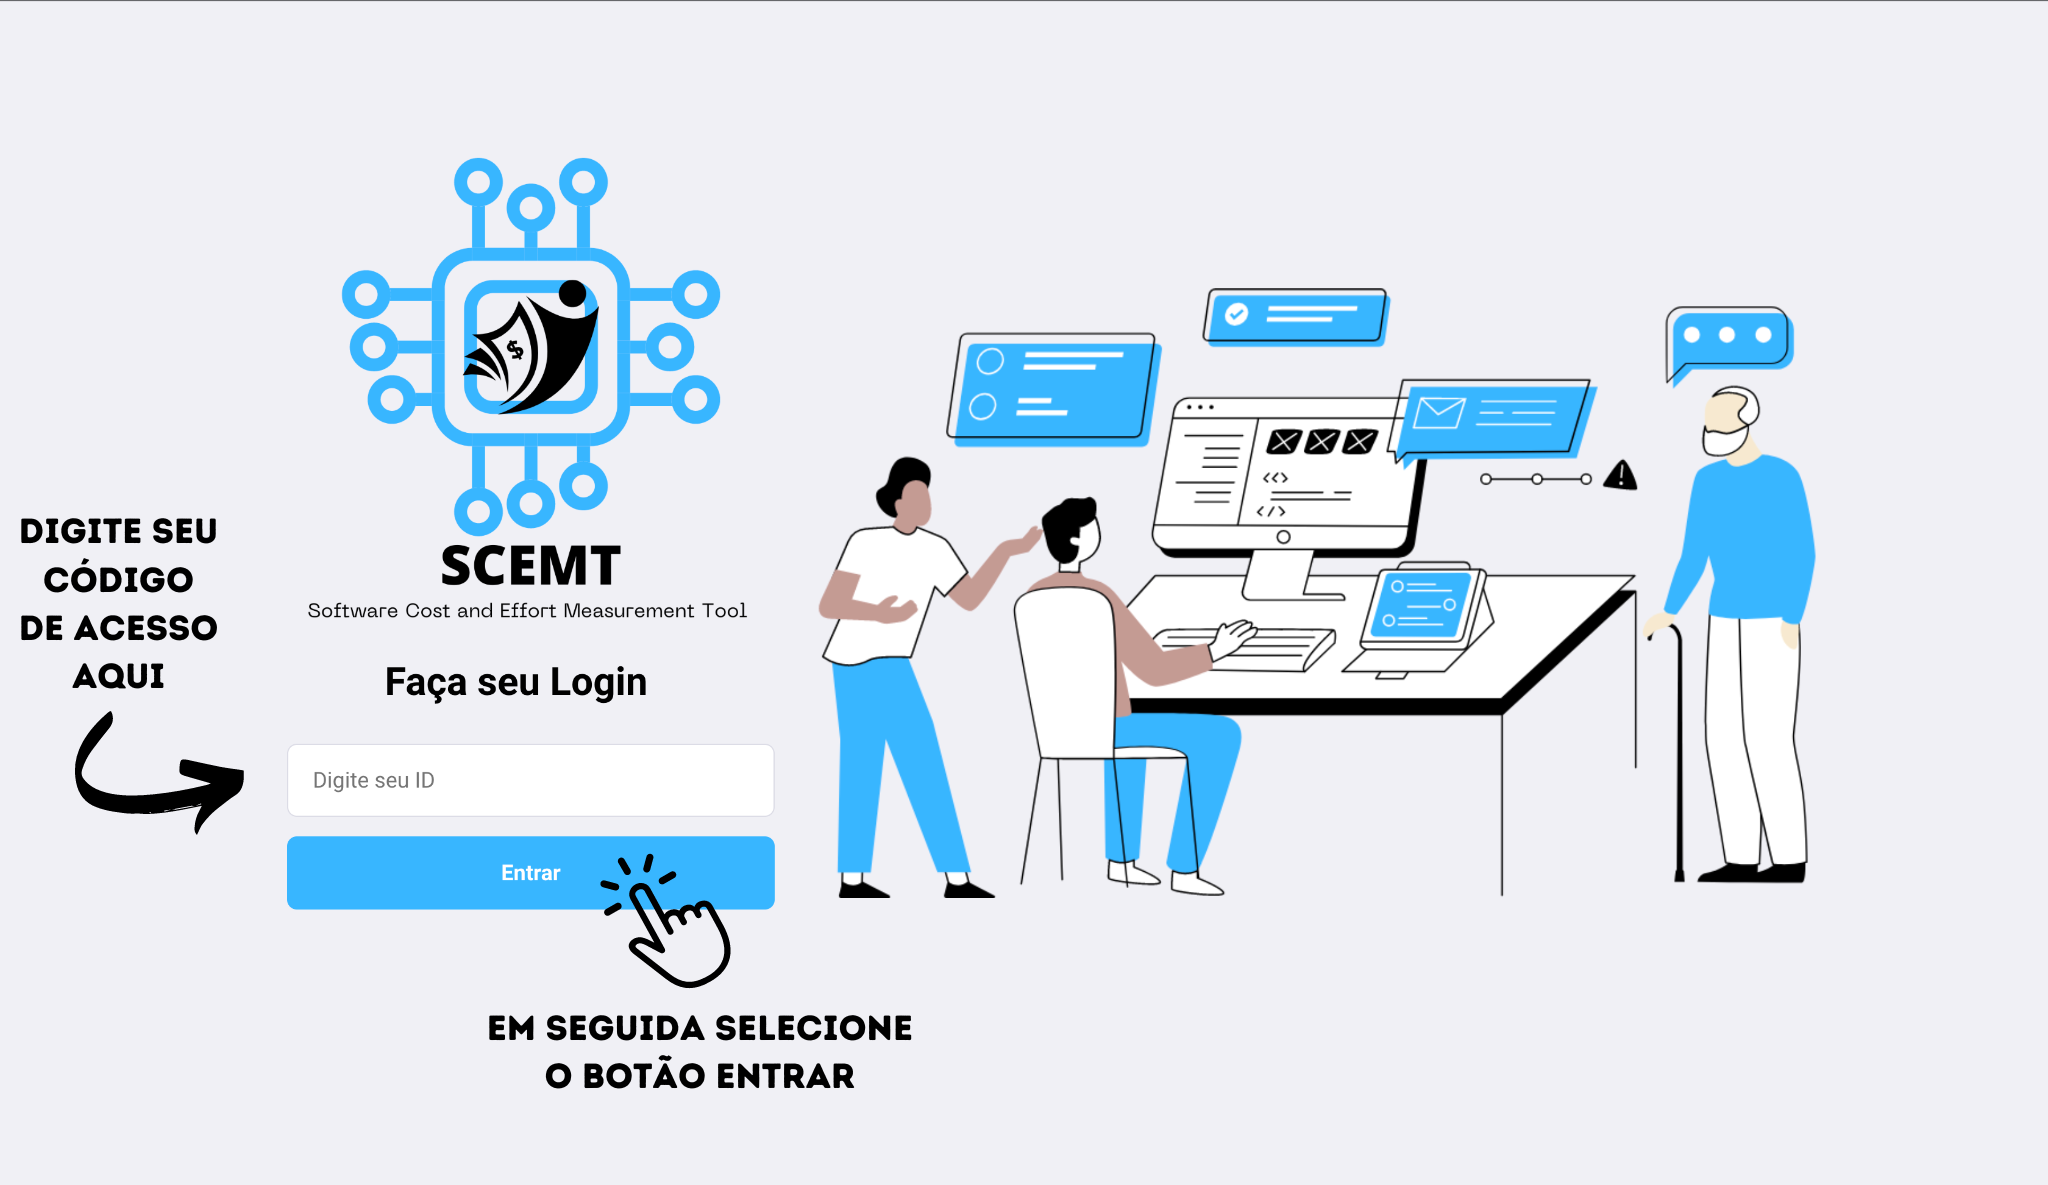 DIGITE SEU
CÓDIGO
DE ACESSO
AQUI
$
SCEMT
Software Cost and Effort Measurement Tool
Faça seu Login
Digite seu ID
Entrar
EM SEGUIDA SELECIONE
O BOTÃO ENTRAR